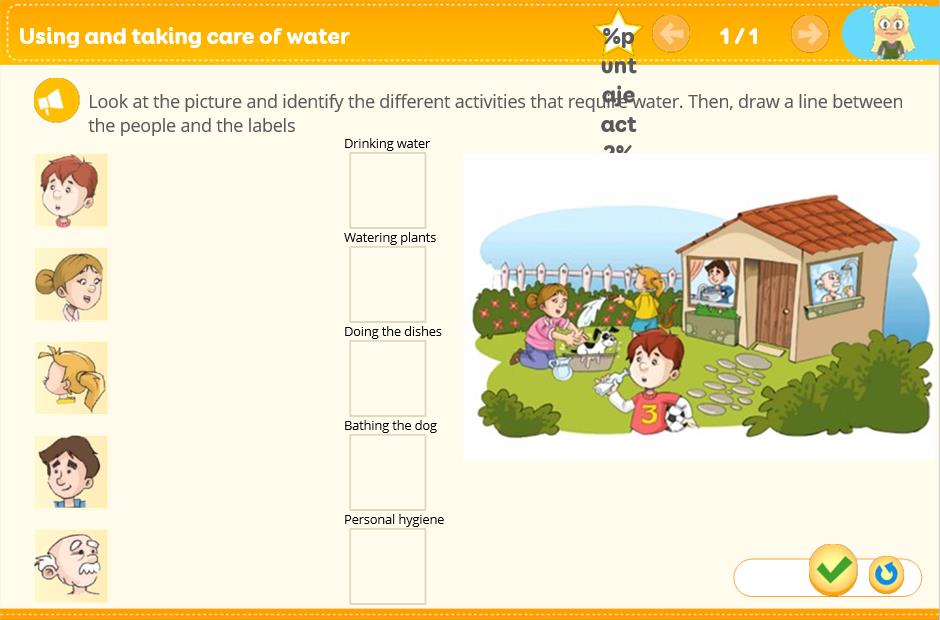 Using and taking care of water
%p
unt
aje
act
1 / 1
Look at the picture and identify the different activities that require water. Then, draw a line between
the people and the labels
Drinking water
Watering plants
Doing the dishes
Bathing the dog
Personal hygiene
3